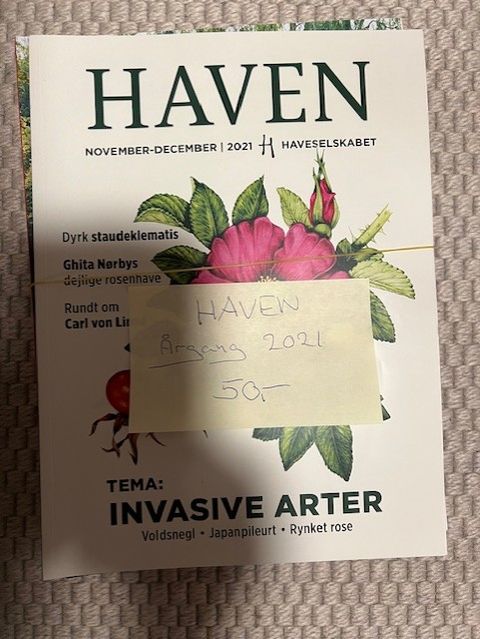 HAVEN
NOVEMBER-DECEMBER | 2021 H HAVESELSKABET
Dyrk staudeklematis
Ghita Nørbys
dejlige rosenhave
Rundt om
Carl von
HAVEN
Årgang 2021
50,-
TEMA:
INVASIVE ARTER
Voldsnegl • Japanpileurt • Rynket rose